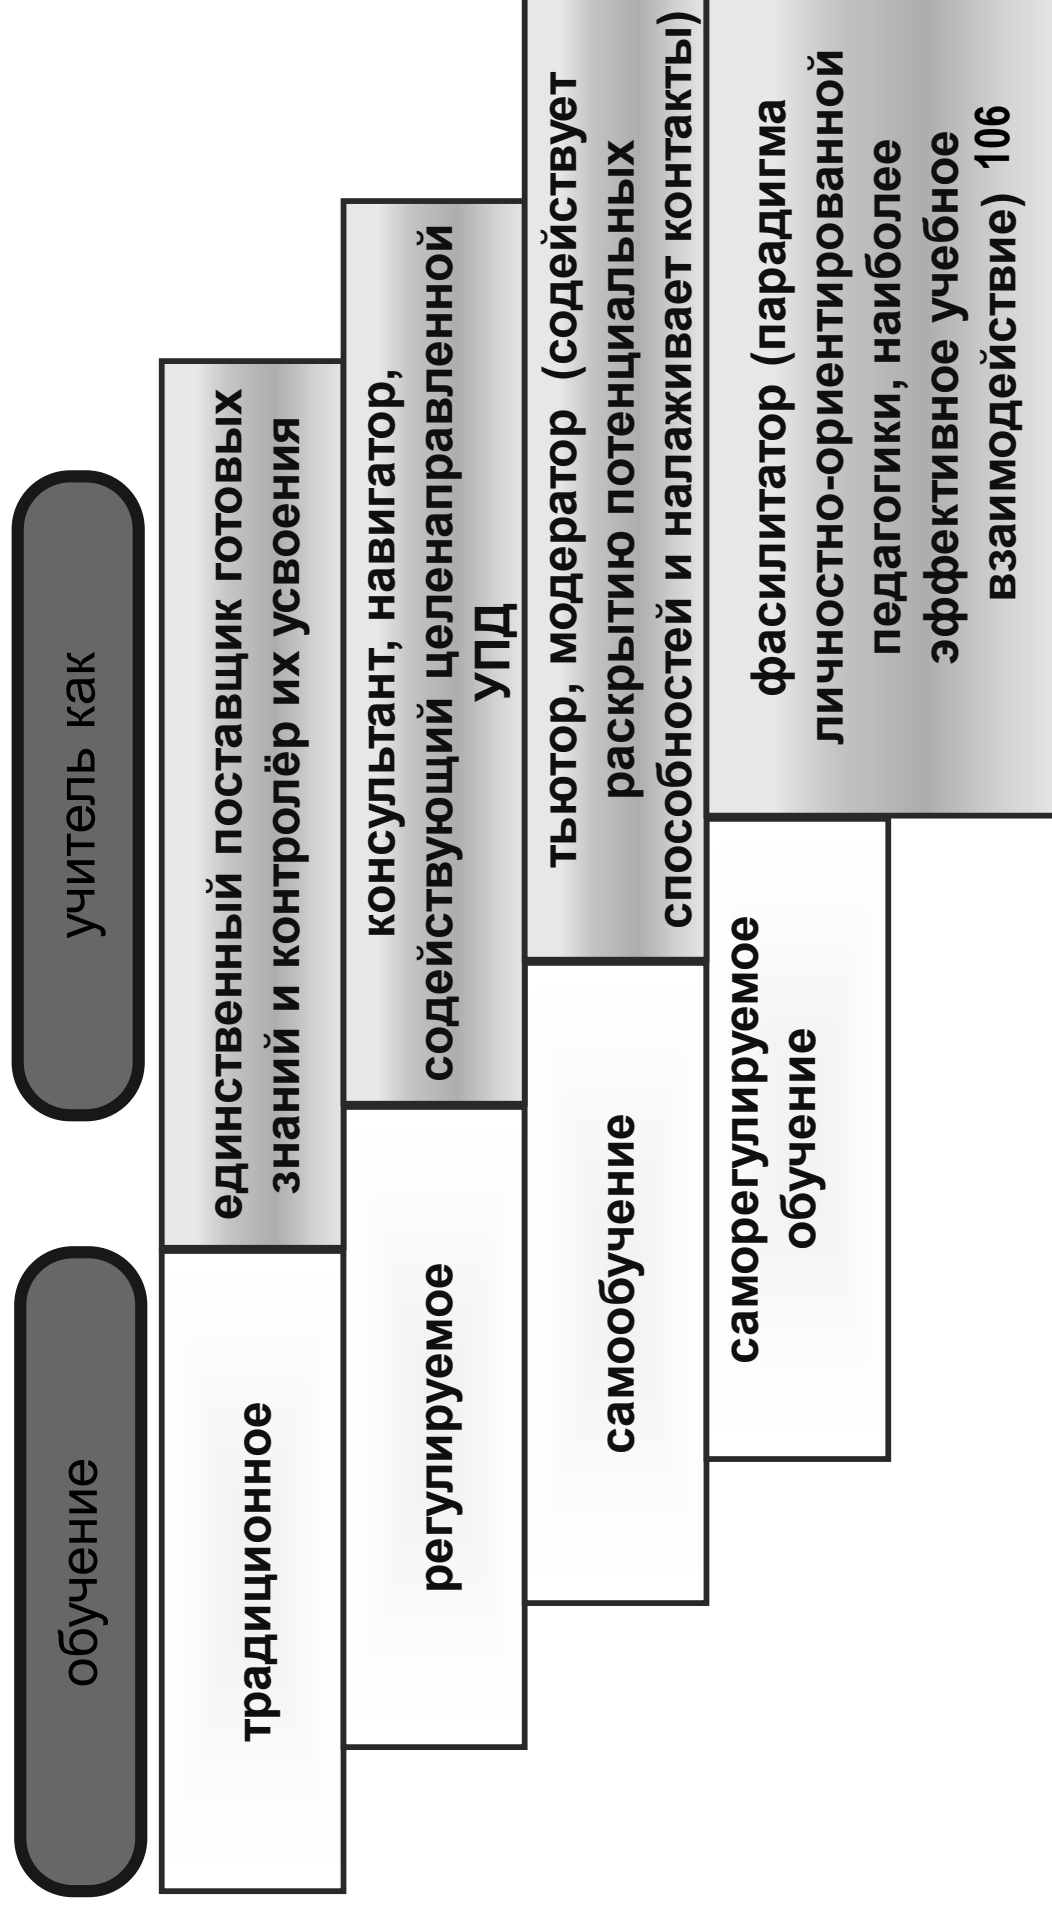 обучение
учитель как
традиционное
единственный поставщик готовых
знаний и контролёр их усвоения
регулируемое
консультант, навигатор,
содействующий целенаправленной
УПД
самообучение
тьютор, модератор (содействует
раскрытию потенциальных
способностей и налаживает контакты)
саморегулируемое
обучение
фасилитатор (парадигма
личностно-ориентированной
педагогики, наиболее
эффективное учебное
взаимодействие) 106